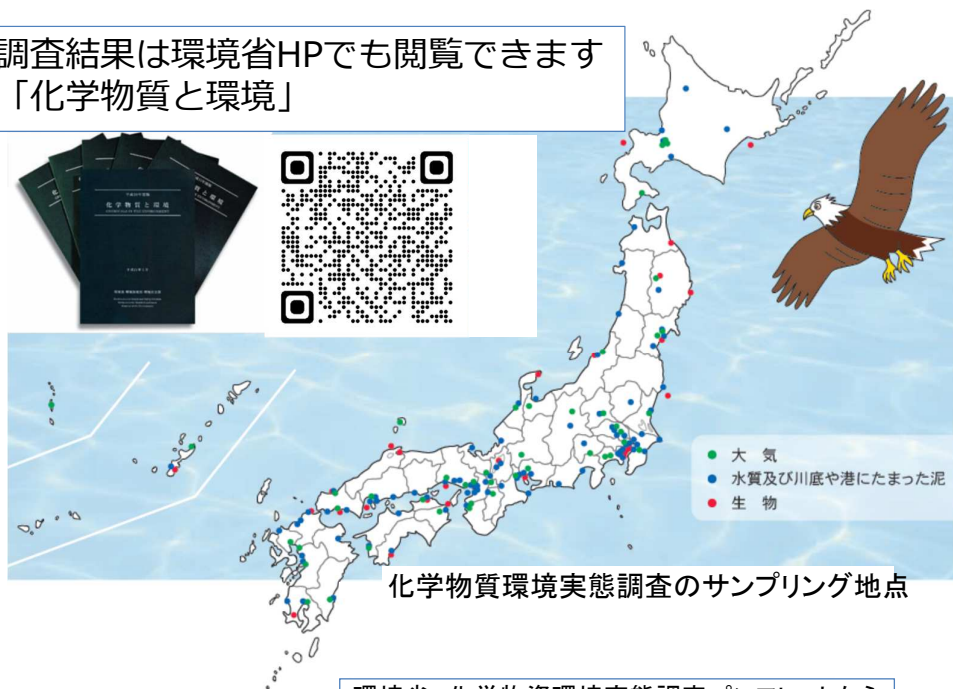 調査結果は環境省HPでも閲覧できます
「化学物質と環境」
化学物質と環境
大 気
水質及び川底や港にたまった泥
生 物
化学物質環境実態調査のサンプリング地点